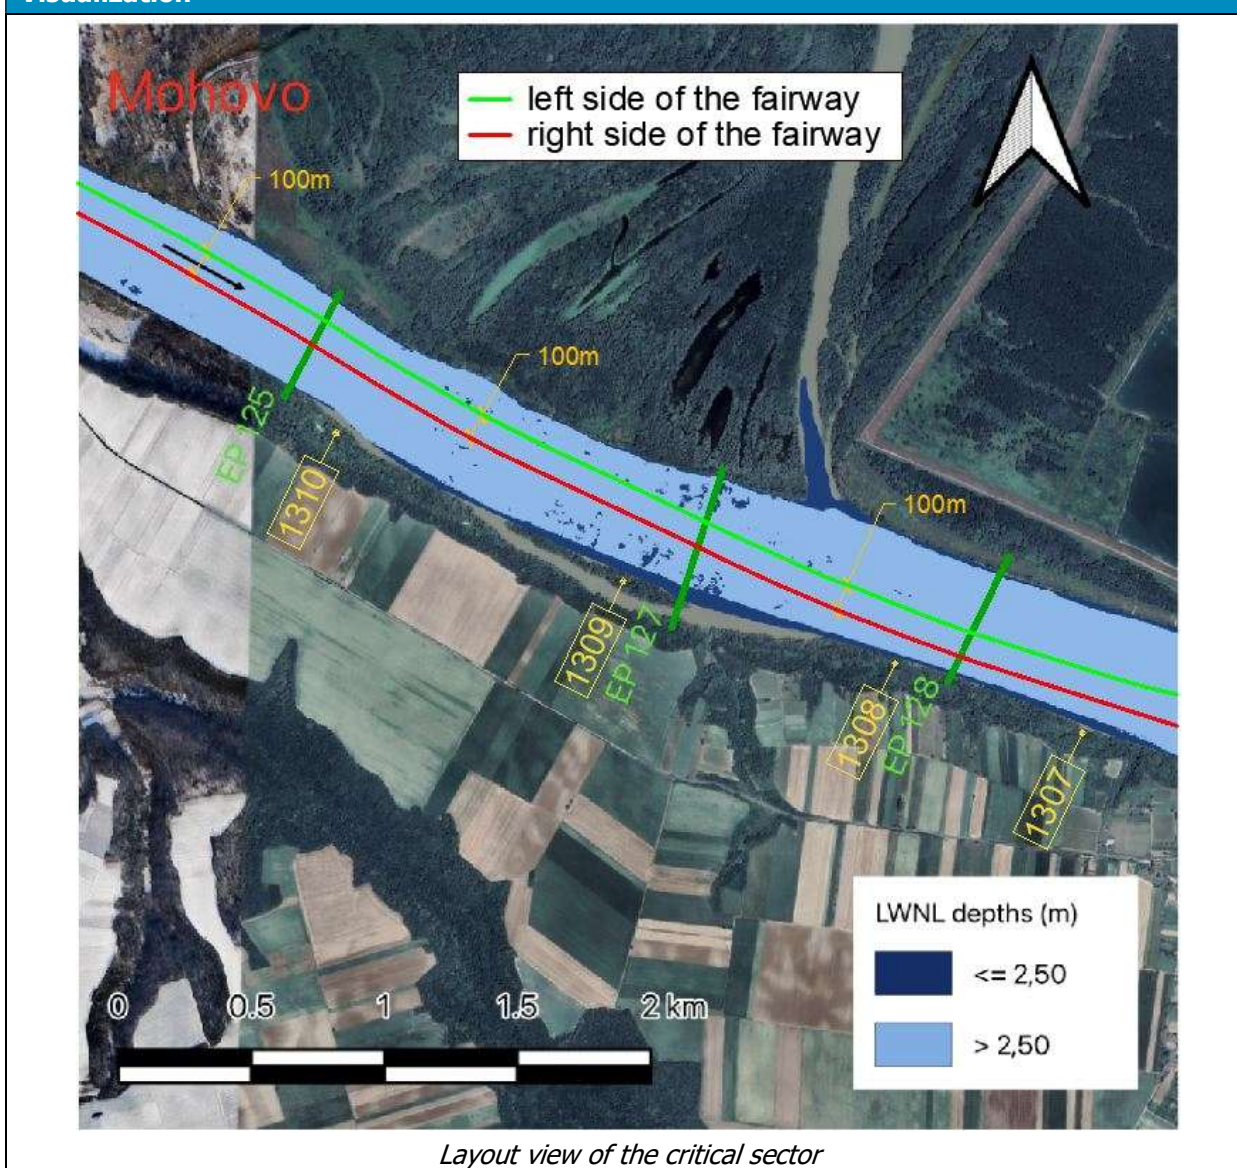 Visualization
Mohovo
left side of the fairway
right side of the fairway
100m
100m
EP 125
1310
100m
1309
EP 127
1308
EP 128
1307
LWNL depths (m)
<= 2,50
> 2,50
0 0.5 1 1.5 2 km
Layout view of the critical sector